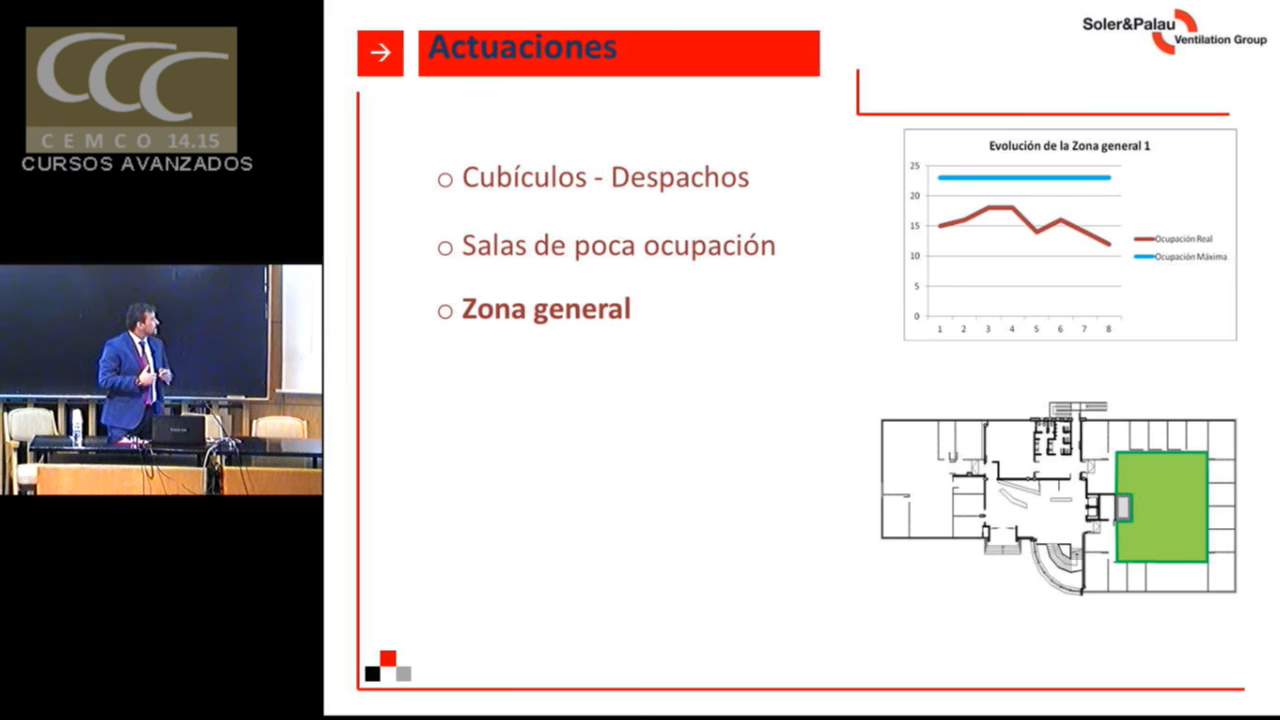 CEMCO 14.15
CURSOS AVANZADOS
Actuaciones
Soler&Palau
Ventilation Group
Cubículos - Despachos
Salas de poca ocupación
Zona general
Evolución de la Zona general 1
25
20
15
10
5
0
1 2 3 4 5 6 7 8
Ocupación Real
Ocupación Máxima